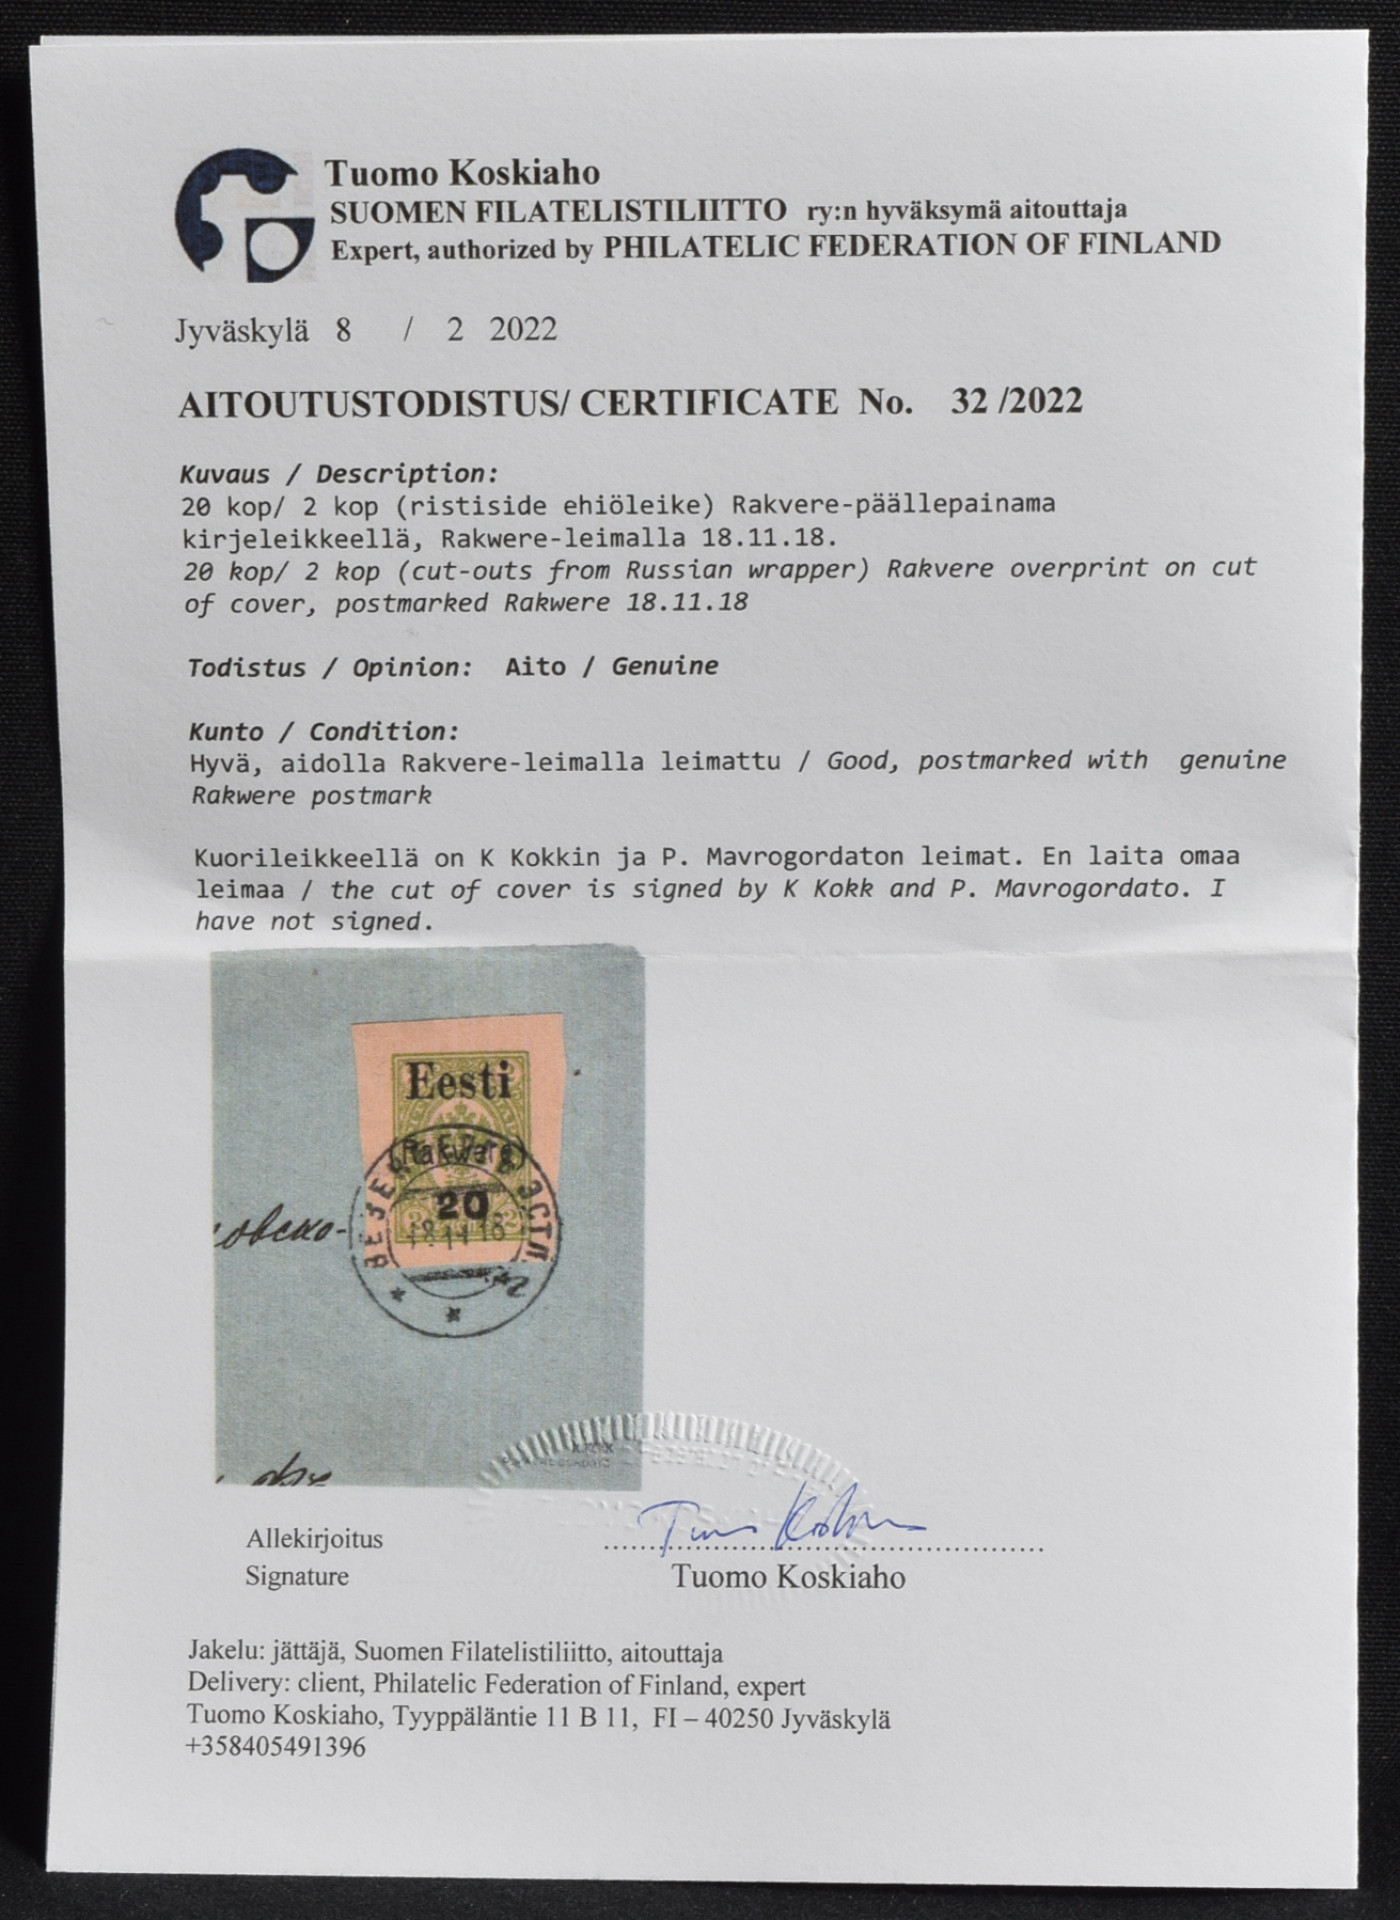 Tuomo Koskiaho
SUOMEN FILATELISTILIITTO ry:n hyväksymä aitouttaja
Expert, authorized by PHILATELIC FEDERATION OF FINLAND
Jyväskylä 8 / 2 2022
AITOUTUSTODISTUS/ CERTIFICATE No. 32 /2022
Kuvaus / Description:
20 kop/ 2 kop (ristiside ehiöleike) Rakvere-päällepainama
kirjeleikkeellä, Rakwere-leimalla 18.11.18.
20 kop/ 2 kop (cut-outs from Russian wrapper) Rakvere overprint on cut
of cover, postmarked Rakwere 18.11.18
Todistus / Opinion: Aito / Genuine
Kunto / Condition:
Hyvä, aidolla Rakvere-leimalla leimattu / Good, postmarked with genuine
Rakwere postmark
Kuorileikkeellä on K Kokkin ja P. Mavrogordaton leimat. En laita omaa
leimaa / the cut of cover is signed by K Kokk and P. Mavrogordato. I
have not signed.
Eesti
Rakwere
20
18 11 18
Allekirjoitus
Signature
Tuomo Koskiaho
Jakelu: jättäjä, Suomen Filatelistiliitto, aitouttaja
Delivery: client, Philatelic Federation of Finland, expert
Tuomo Koskiaho, Tyyppäläntie 11 B 11, FI – 40250 Jyväskylä
+358405491396